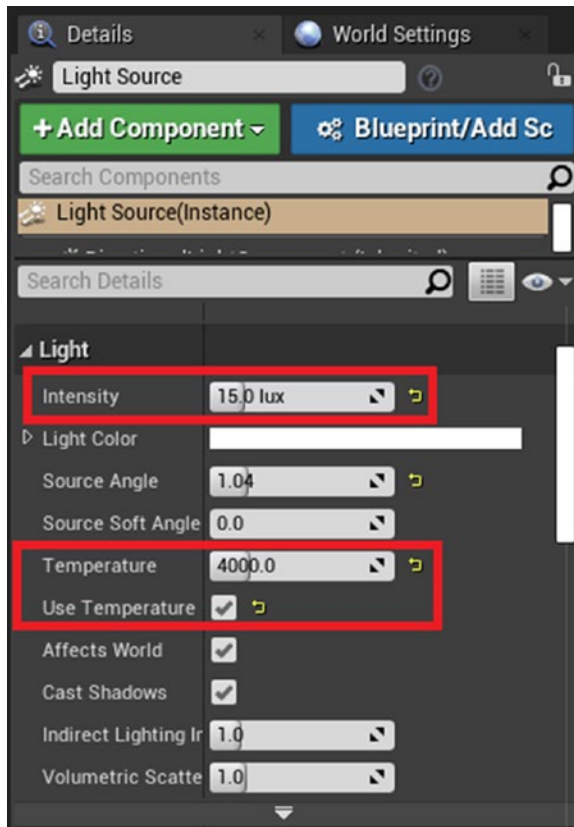 Details
World Settings
Light Source
+Add Component
Blueprint/Add Sc
Search Components
Light Source(Instance)
Search Details
Light
Intensity 15.0 lux
Light Color
Source Angle 1.04
Source Soft Angle 0.0
Temperature 4000.0
Use Temperature
Affects World
Cast Shadows
Indirect Lighting Ir 1.0
Volumetric Scatte 1.0